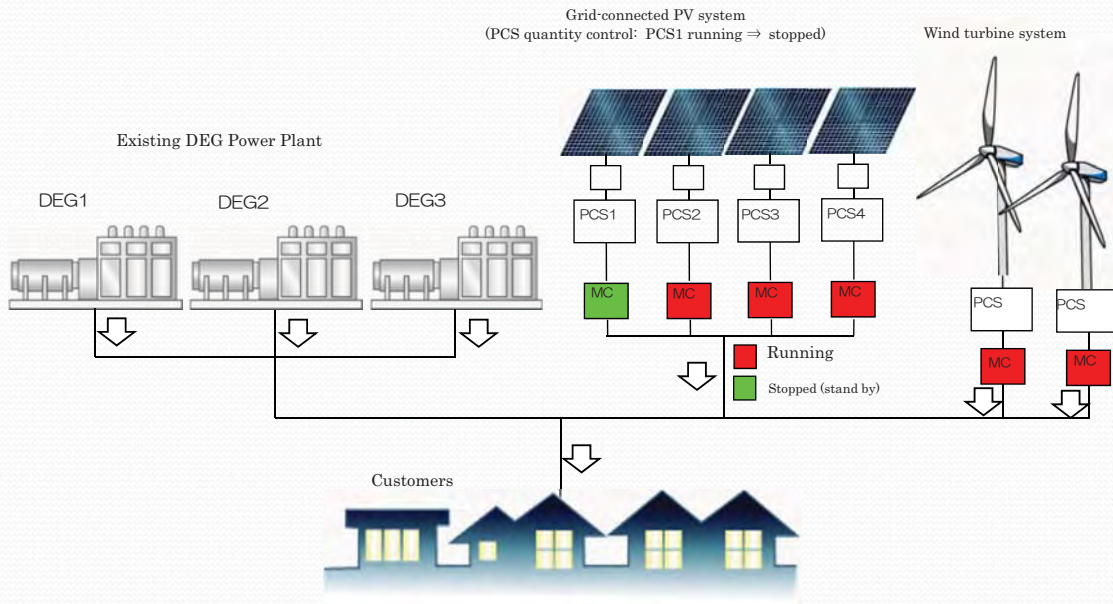 Grid-connected PV system
(PCS quantity control: PCS1 running ⇒ stopped)
Wind turbine system
Existing DEG Power Plant
DEG1
DEG2
DEG3
PCS1
PCS2
PCS3
PCS4
MC
MC
MC
MC
PCS
PCS
MC
MC
Running
Stopped (stand by)
Customers